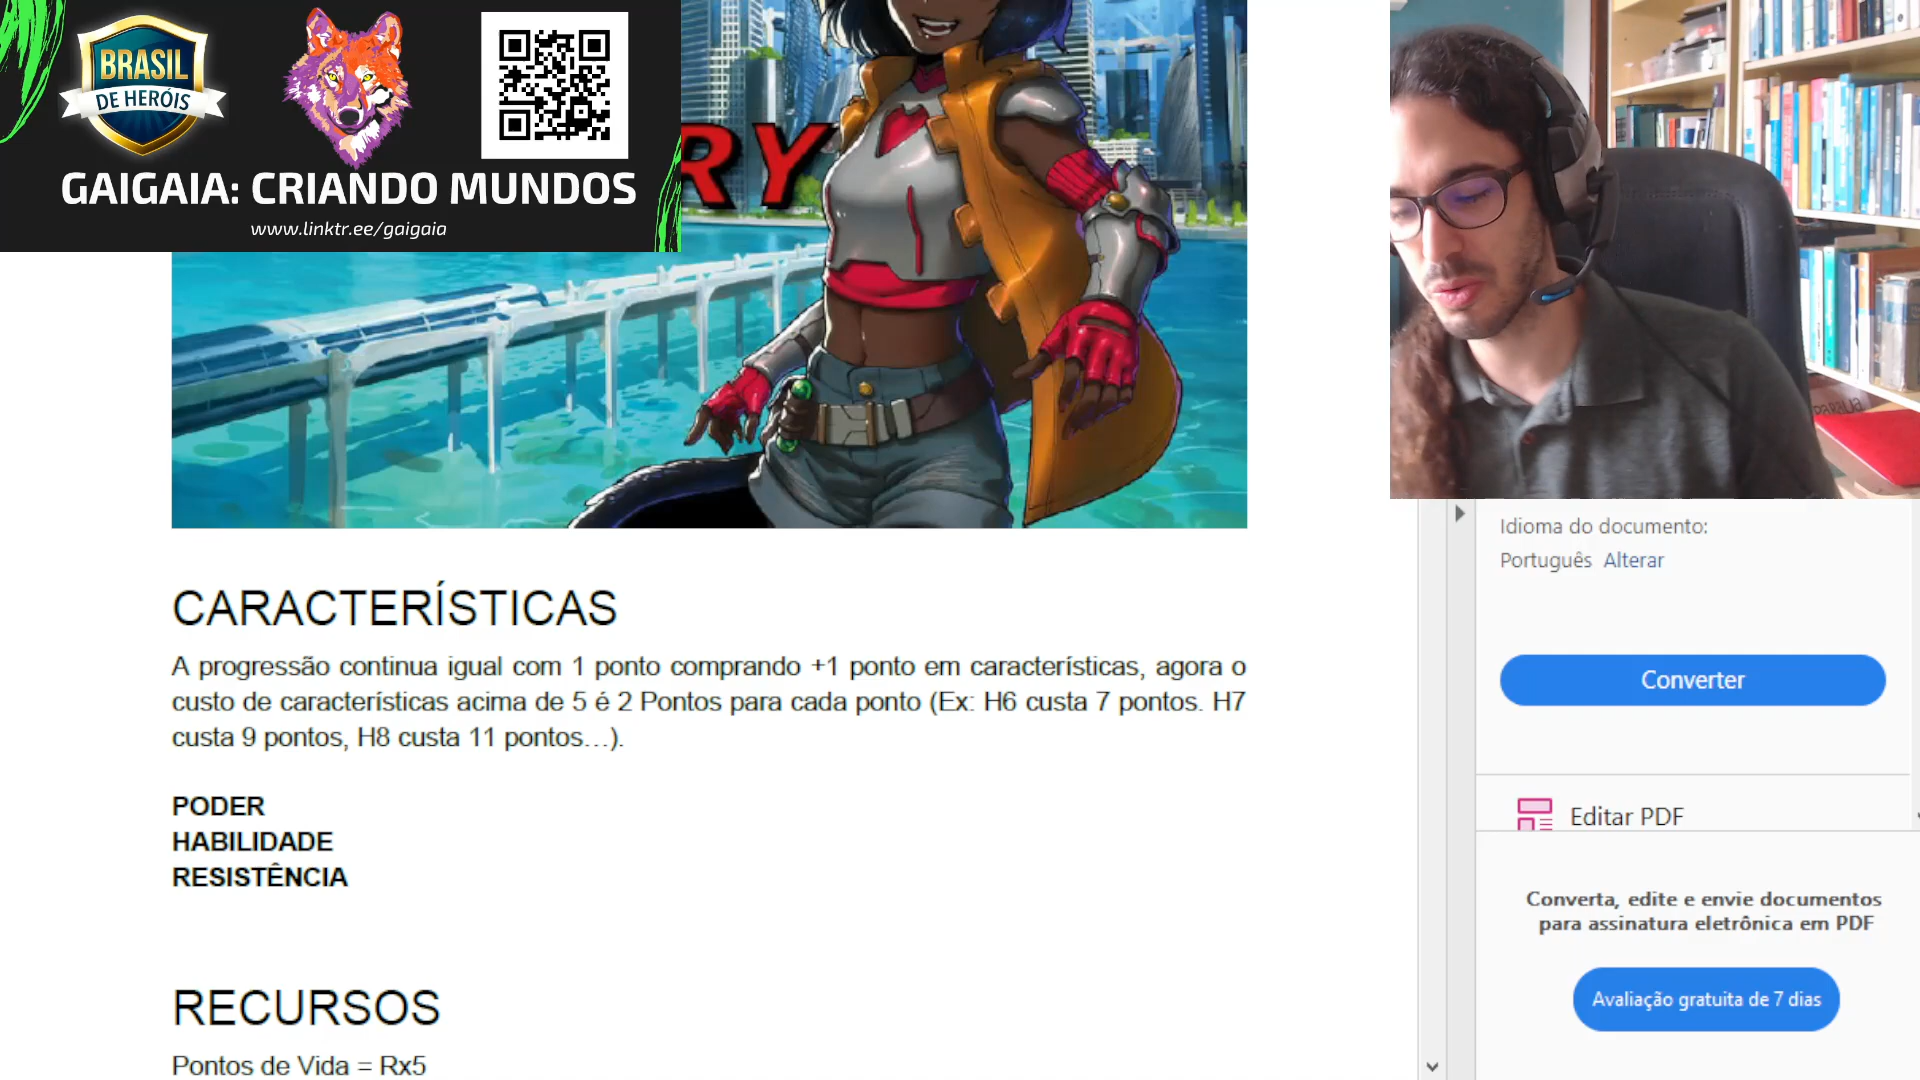 BRASIL
DE HERÓIS
GAIGAIA: CRIANDO MUNDOS
www.linktr.ee/gaigaia
RY
CARACTERÍSTICAS
A progressão continua igual com 1 ponto comprando +1 ponto em características, agora o
custo de características acima de 5 é 2 Pontos para cada ponto (Ex: H6 custa 7 pontos. H7
custa 9 pontos, H8 custa 11 pontos…).
PODER
HABILIDADE
RESISTÊNCIA
RECURSOS
Pontos de Vida = Rx5
Idioma do documento:
Português Alterar
Converter
Editar PDF
Converta, edite e envie documentos
para assinatura eletrônica em PDF
Avaliação gratuita de 7 dias